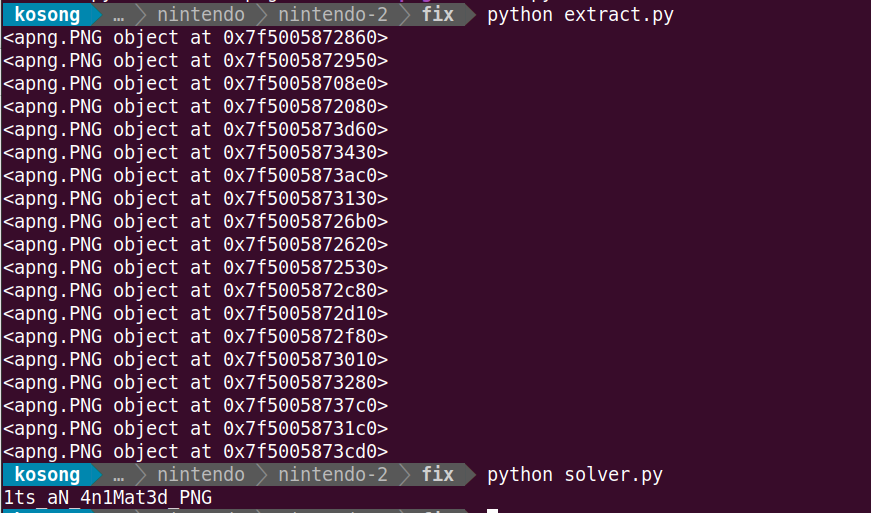 kosong … nintendo nintendo-2 fix python extract.py
<apng.PNG object at 0x7f5005872860>
<apng.PNG object at 0x7f5005872950>
<apng.PNG object at 0x7f50058708e0>
<apng.PNG object at 0x7f5005872080>
<apng.PNG object at 0x7f5005873d60>
<apng.PNG object at 0x7f5005873430>
<apng.PNG object at 0x7f5005873ac0>
<apng.PNG object at 0x7f5005873130>
<apng.PNG object at 0x7f50058726b0>
<apng.PNG object at 0x7f5005872620>
<apng.PNG object at 0x7f5005872530>
<apng.PNG object at 0x7f5005872c80>
<apng.PNG object at 0x7f5005872d10>
<apng.PNG object at 0x7f5005872f80>
<apng.PNG object at 0x7f5005873010>
<apng.PNG object at 0x7f5005873280>
<apng.PNG object at 0x7f50058737c0>
<apng.PNG object at 0x7f50058731c0>
<apng.PNG object at 0x7f5005873cd0>
kosong … nintendo nintendo-2 fix python solver.py
1ts_aN_4n1Mat3d_PNG